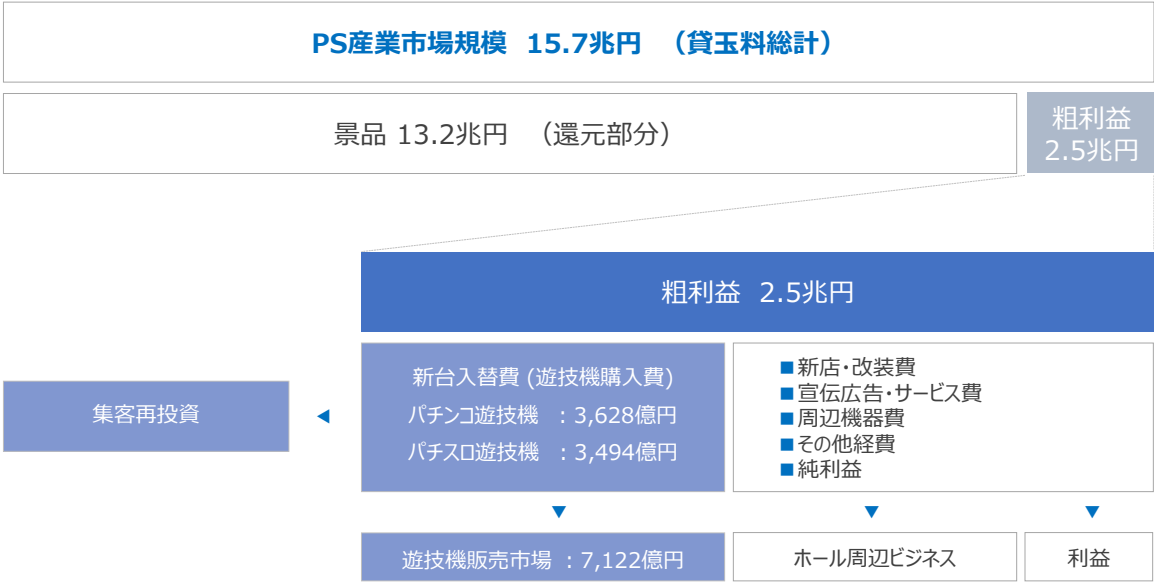 PS産業市場規模 15.7兆円 （貸玉料総計）
景品 13.2兆円 （還元部分）
粗利益
2.5兆円
粗利益 2.5兆円
新台入替費 (遊技機購入費)
パチンコ遊技機 ：3,628億円
パチスロ遊技機 ：3,494億円
■新店・改装費
■宣伝広告・サービス費
■周辺機器費
■その他経費
■純利益
集客再投資
遊技機販売市場 ：7,122億円
ホール周辺ビジネス
利益